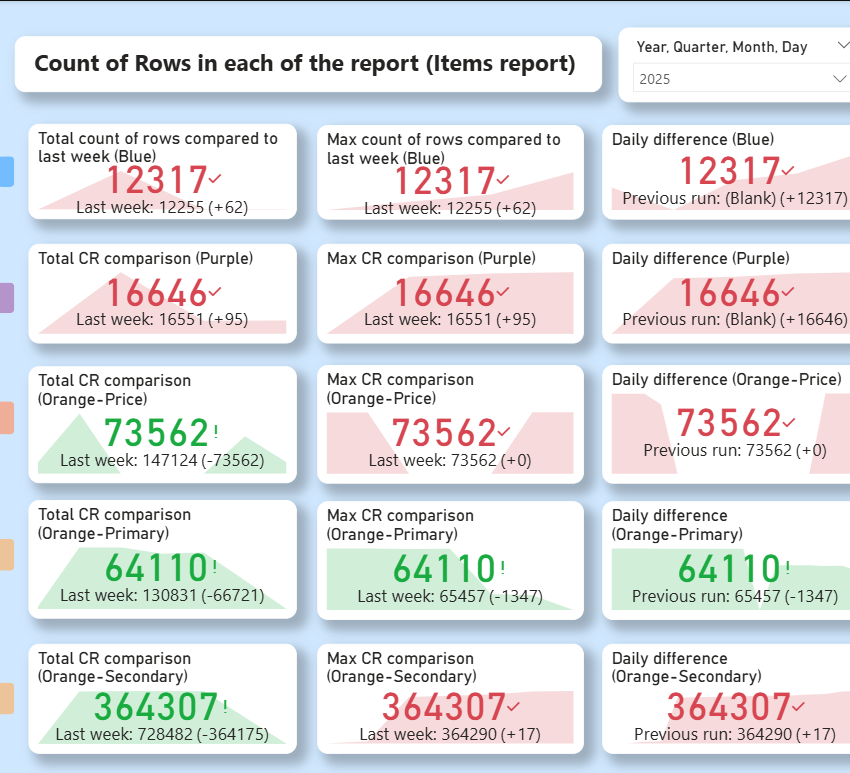 Count of Rows in each of the report (Items report)
Year, Quarter, Month, Day
2025
Total count of rows compared to
last week (Blue)
12317
Last week: 12255 (+62)
Max count of rows compared to
last week (Blue)
12317
Last week: 12255 (+62)
Daily difference (Blue)
12317
Previous run: (Blank) (+12317)
Total CR comparison (Purple)
16646
Last week: 16551 (+95)
Max CR comparison (Purple)
16646
Last week: 16551 (+95)
Daily difference (Purple)
16646
Previous run: (Blank) (+16646)
Total CR comparison
(Orange-Price)
73562!
Last week: 147124 (-73562)
Max CR comparison
(Orange-Price)
73562
Last week: 73562 (+0)
Daily difference (Orange-Price)
73562
Previous run: 73562 (+0)
Total CR comparison
(Orange-Primary)
64110!
Last week: 130831 (-66721)
Max CR comparison
(Orange-Primary)
64110!
Last week: 65457 (-1347)
Daily difference
(Orange-Primary)
64110!
Previous run: 65457 (-1347)
Total CR comparison
(Orange-Secondary)
364307!
Last week: 728482 (-364175)
Max CR comparison
(Orange-Secondary)
364307
Last week: 364290 (+17)
Daily difference
(Orange-Secondary)
364307
Previous run: 364290 (+17)